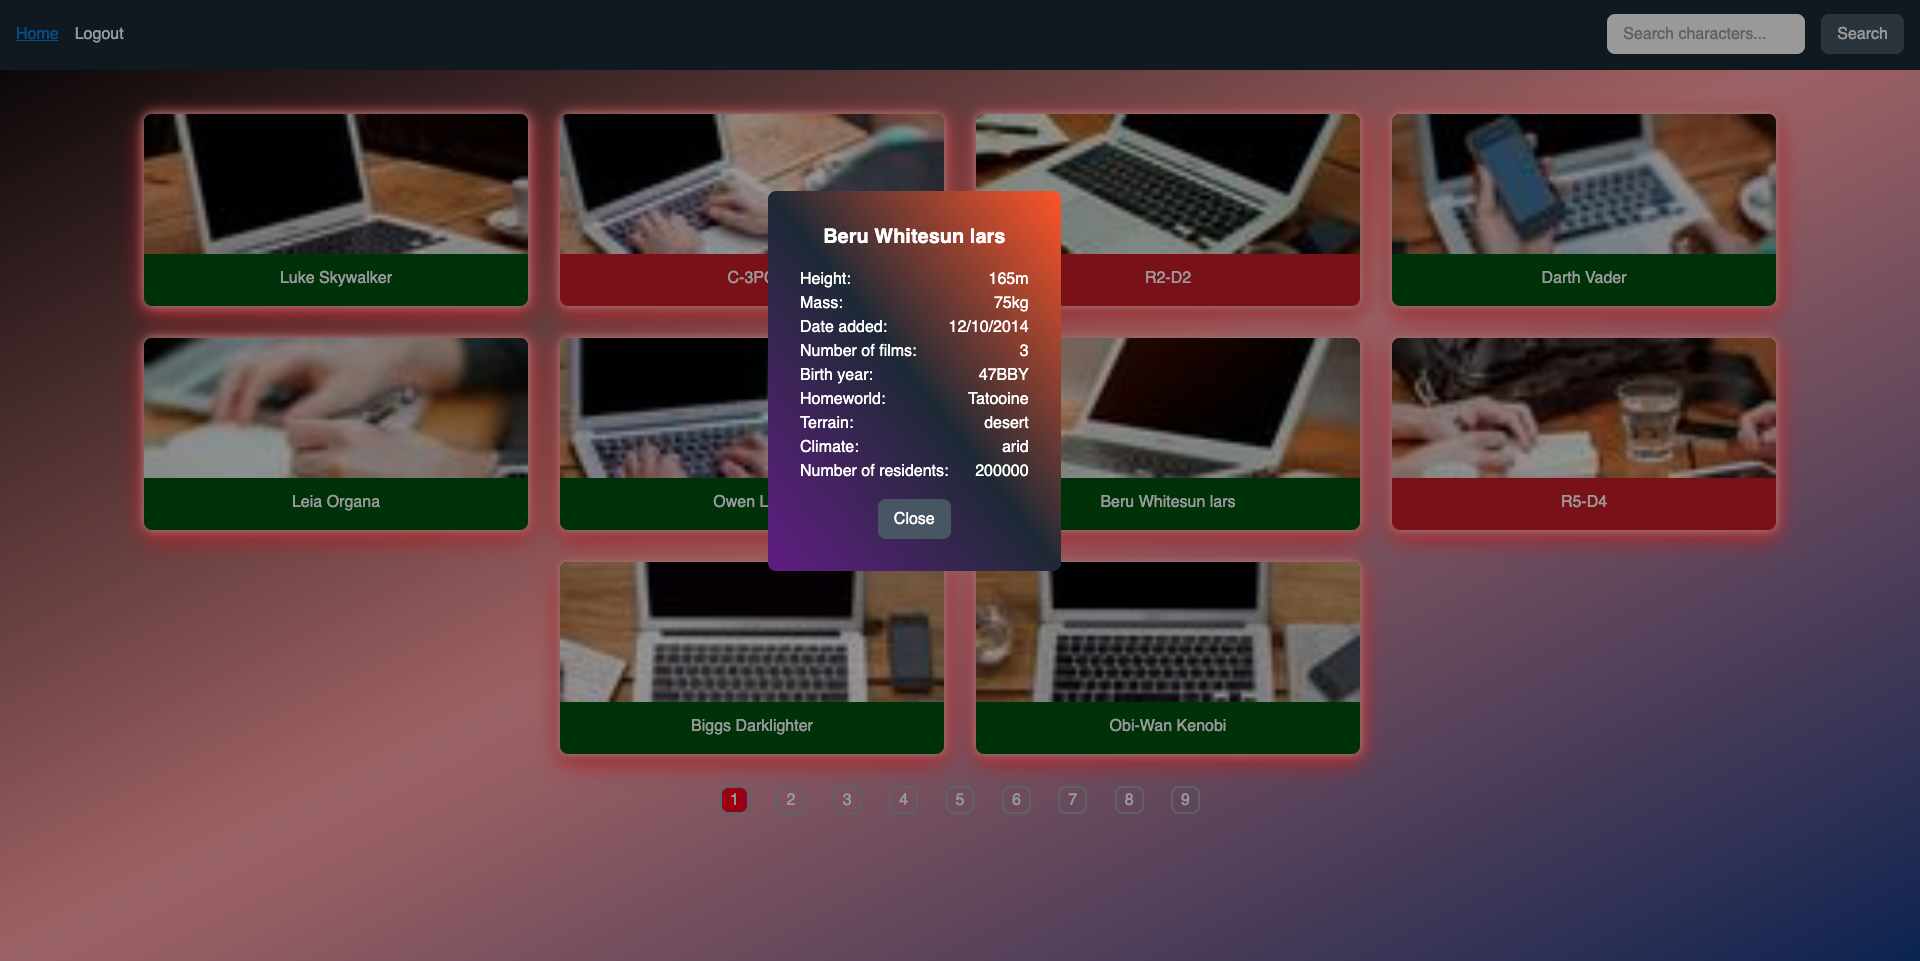 Home Logout Search characters... Search
Luke Skywalker C-3PO R2-D2 Darth Vader
Beru Whitesun lars
Height: 165m
Mass: 75kg
Date added: 12/10/2014
Number of films: 3
Birth year: 47BBY
Homeworld: Tatooine
Terrain: desert
Climate: arid
Number of residents: 200000
Close
Leia Organa Owen L Beru Whitesun lars R5-D4
Biggs Darklighter Obi-Wan Kenobi
1 2 3 4 5 6 7 8 9